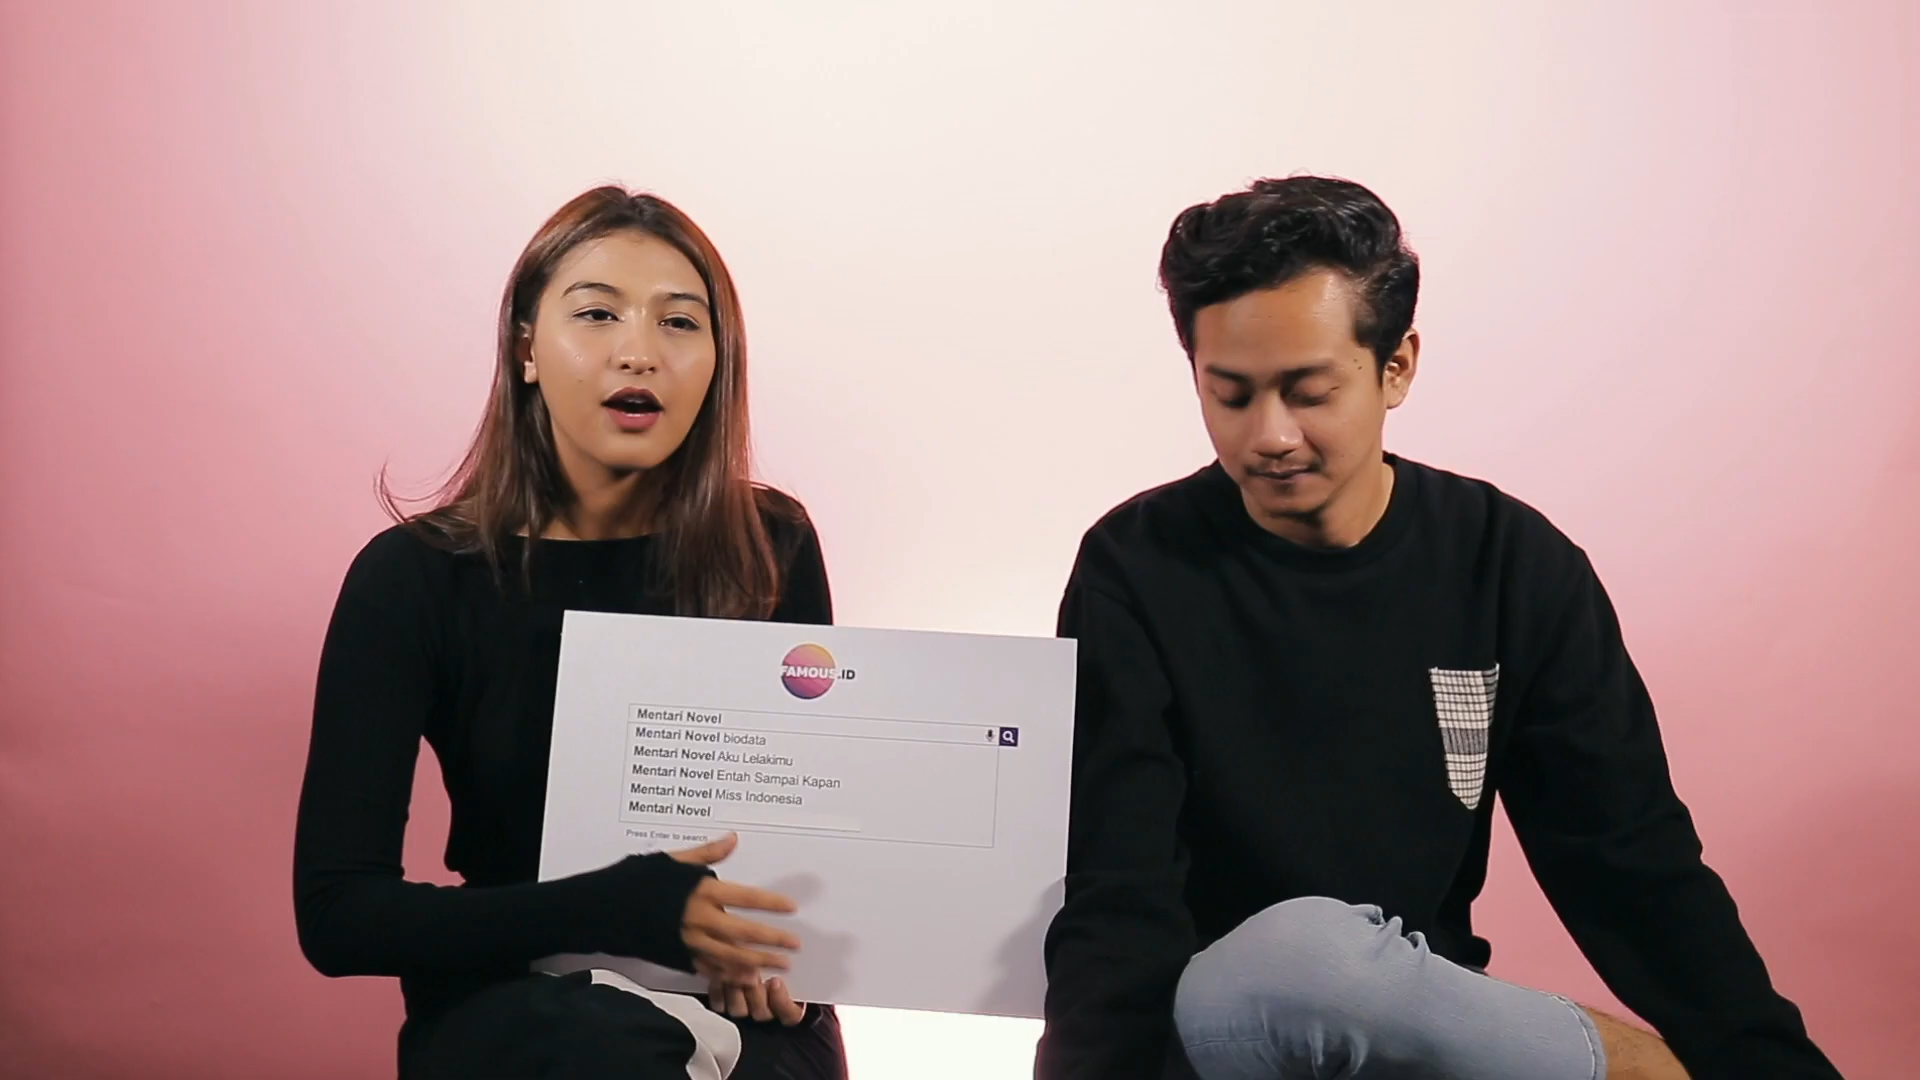 FAMOUS.ID
Mentari Novel
Mentari Novel biodata
Mentari Novel Aku Lelakimu
Mentari Novel Entah Sampai Kapan
Mentari Novel Miss Indonesia
Mentari Novel
Press Enter to search